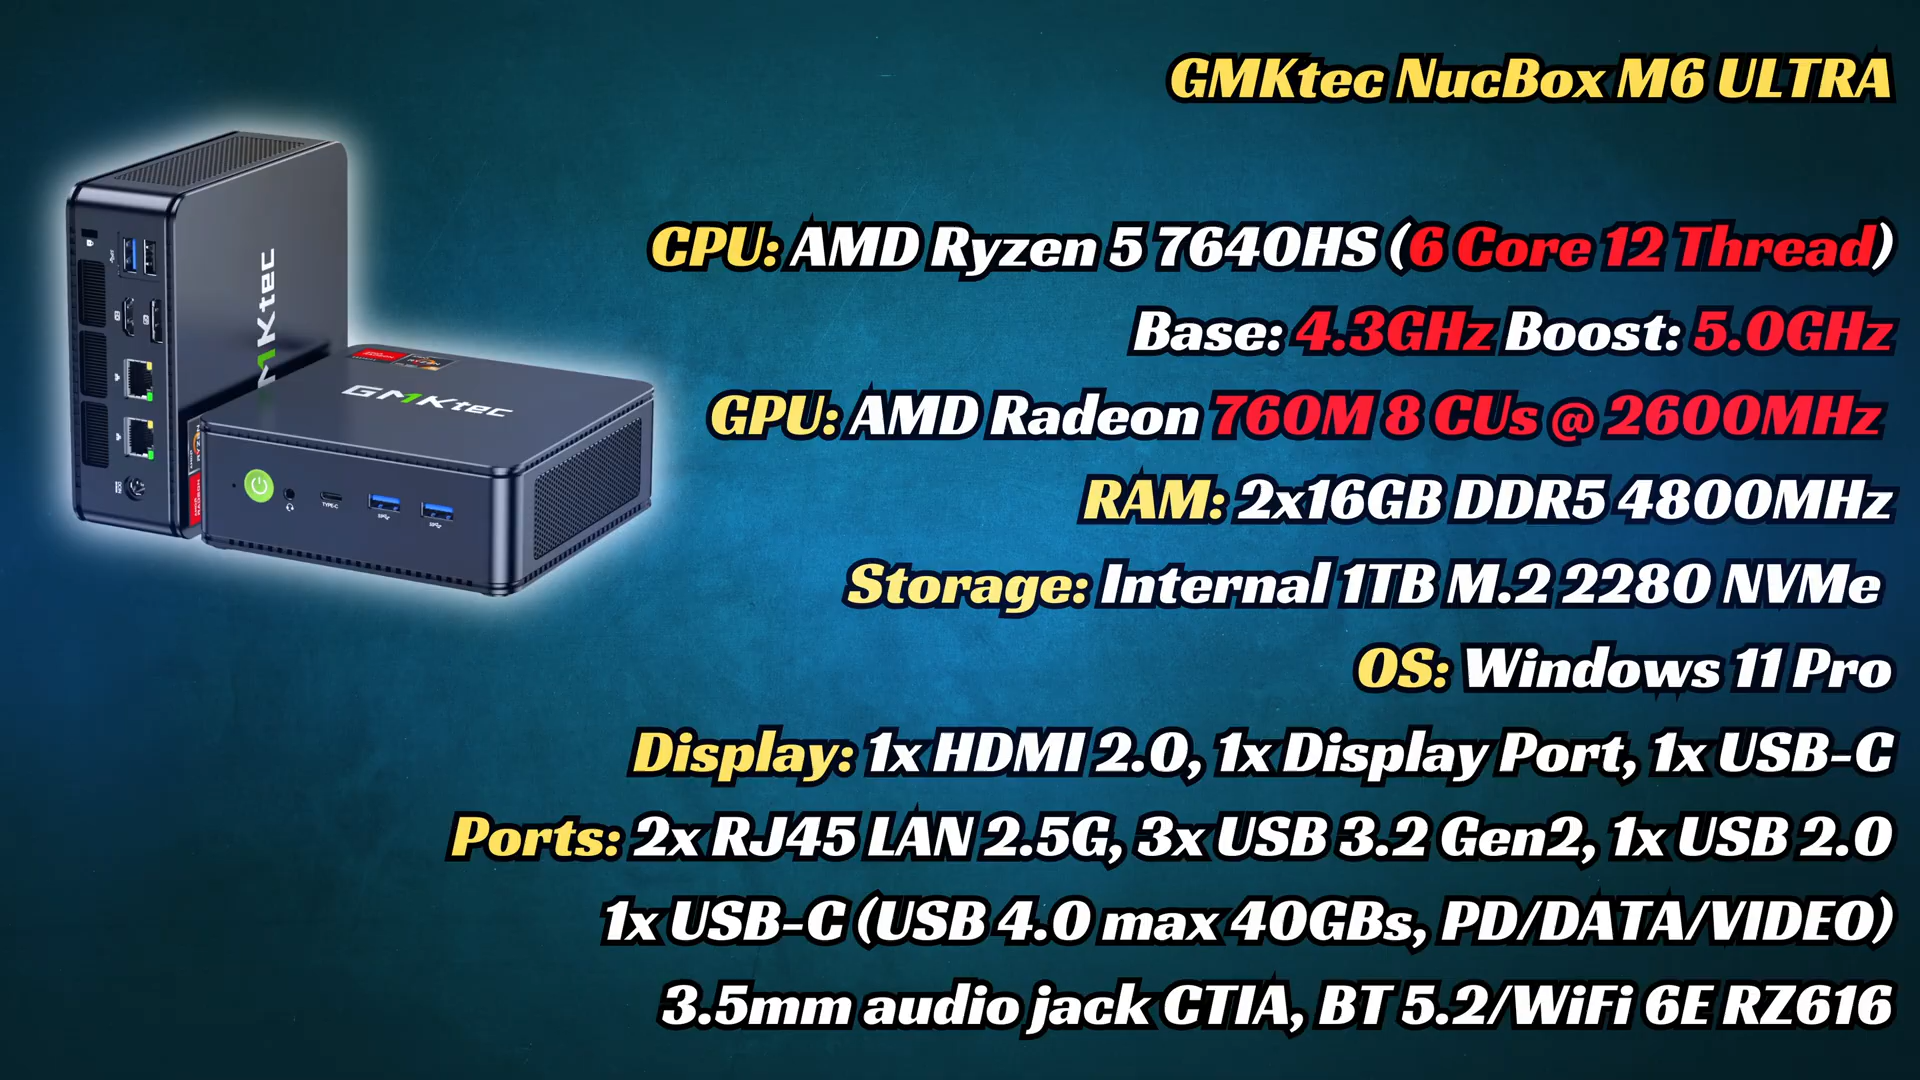 GMKtec NucBox M6 ULTRA
CPU: AMD Ryzen 5 7640HS (6 Core 12 Thread)
Base: 4.3GHz Boost: 5.0GHz
GPU: AMD Radeon 760M 8 CUs @ 2600MHz
RAM: 2x16GB DDR5 4800MHz
Storage: Internal 1TB M.2 2280 NVMe
OS: Windows 11 Pro
Display: 1x HDMI 2.0, 1x Display Port, 1x USB-C
Ports: 2x RJ45 LAN 2.5G, 3x USB 3.2 Gen2, 1x USB 2.0
1x USB-C (USB 4.0 max 40GBs, PD/DATA/VIDEO)
3.5mm audio jack CTIA, BT 5.2/WiFi 6E RZ616
GMKtec
GMKtec
TYPE-C